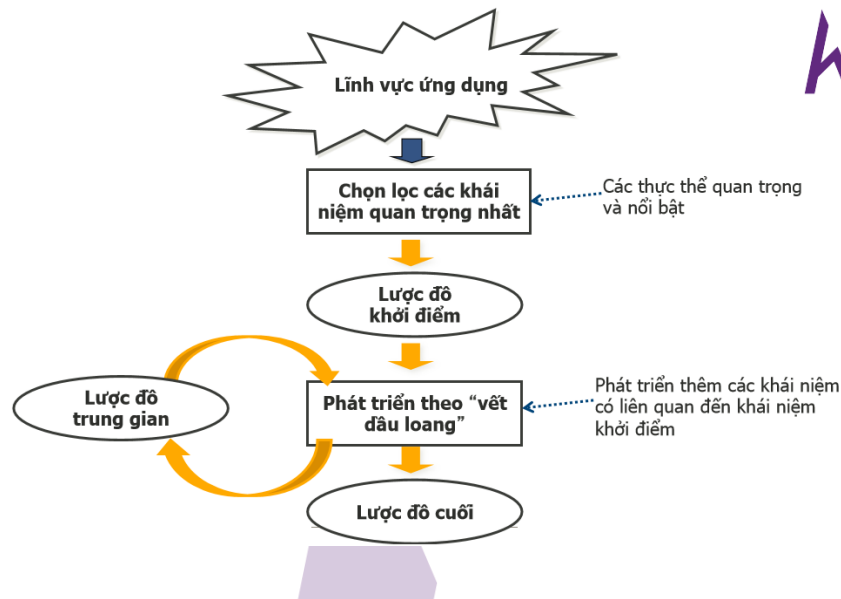 Lĩnh vực ứng dụng
Chọn lọc các khái
niệm quan trọng nhất
Các thực thể quan trọng
và nổi bật
Lược đồ
khởi điểm
Lược đồ
trung gian
Phát triển theo “vết
dầu loang”
Phát triển thêm các khái niệm
có liên quan đến khái niệm
khởi điểm
Lược đồ cuối